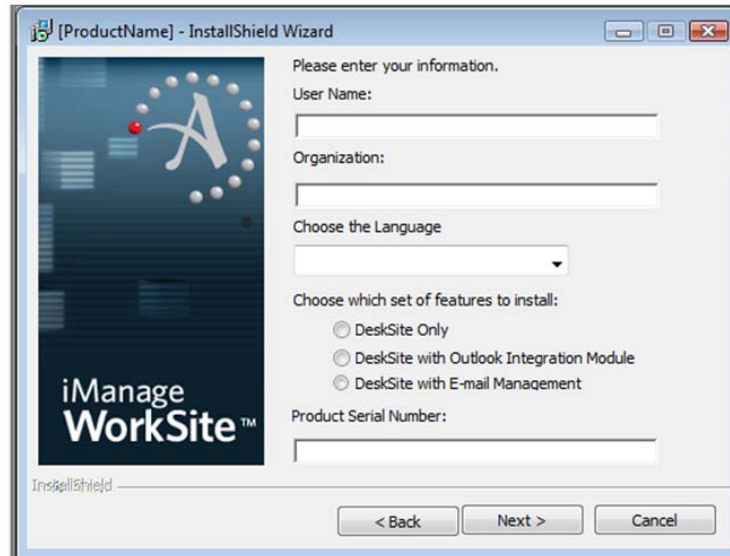 [ProductName] - InstallShield Wizard
Please enter your information.
User Name:
Organization:
Choose the Language
Choose which set of features to install:
DeskSite Only
DeskSite with Outlook Integration Module
DeskSite with E-mail Management
Product Serial Number:
A
iManage
WorkSite™
InstallShield
< Back
Next >
Cancel